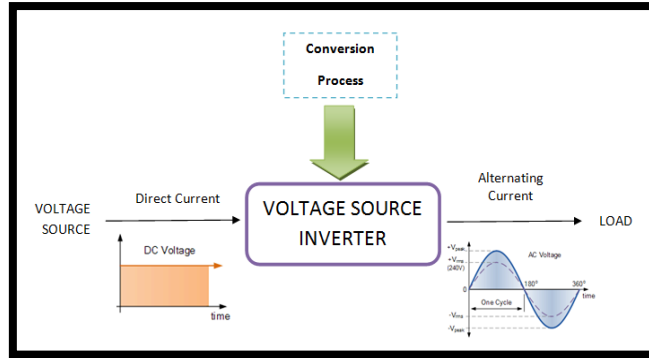 Conversion
Process
Direct Current
VOLTAGE
SOURCE
VOLTAGE SOURCE
INVERTER
Alternating
Current
LOAD
DC Voltage
time
+Vpeak
+Vrms
(240V)
AC Voltage
0
180°
360°
time
One Cycle
-Vrms
-Vpeak